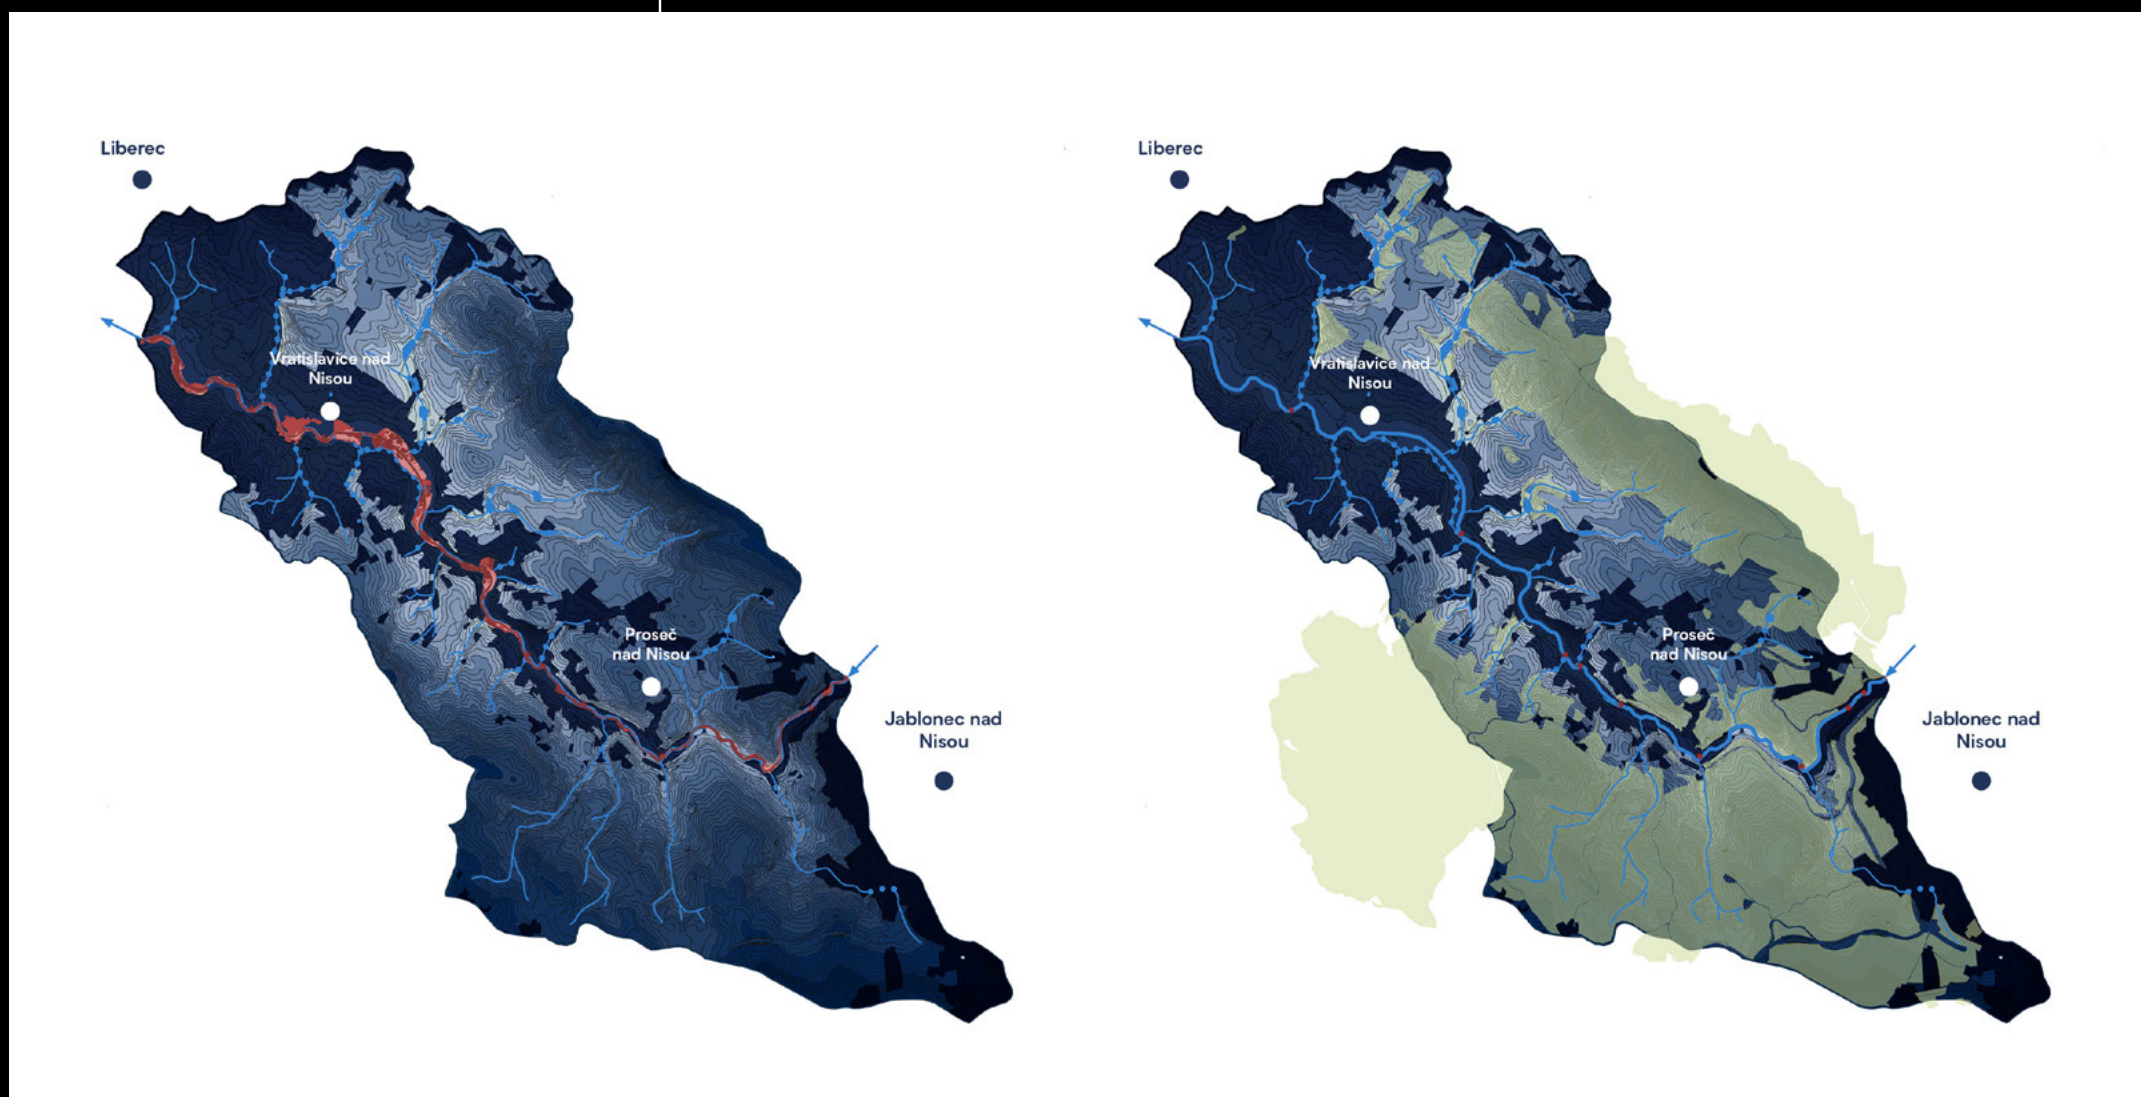 Liberec
Vratislavice nad
Nisou
Proseč
nad Nisou
Jablonec nad
Nisou
Liberec
Vratislavice nad
Nisou
Proseč
nad Nisou
Jablonec nad
Nisou